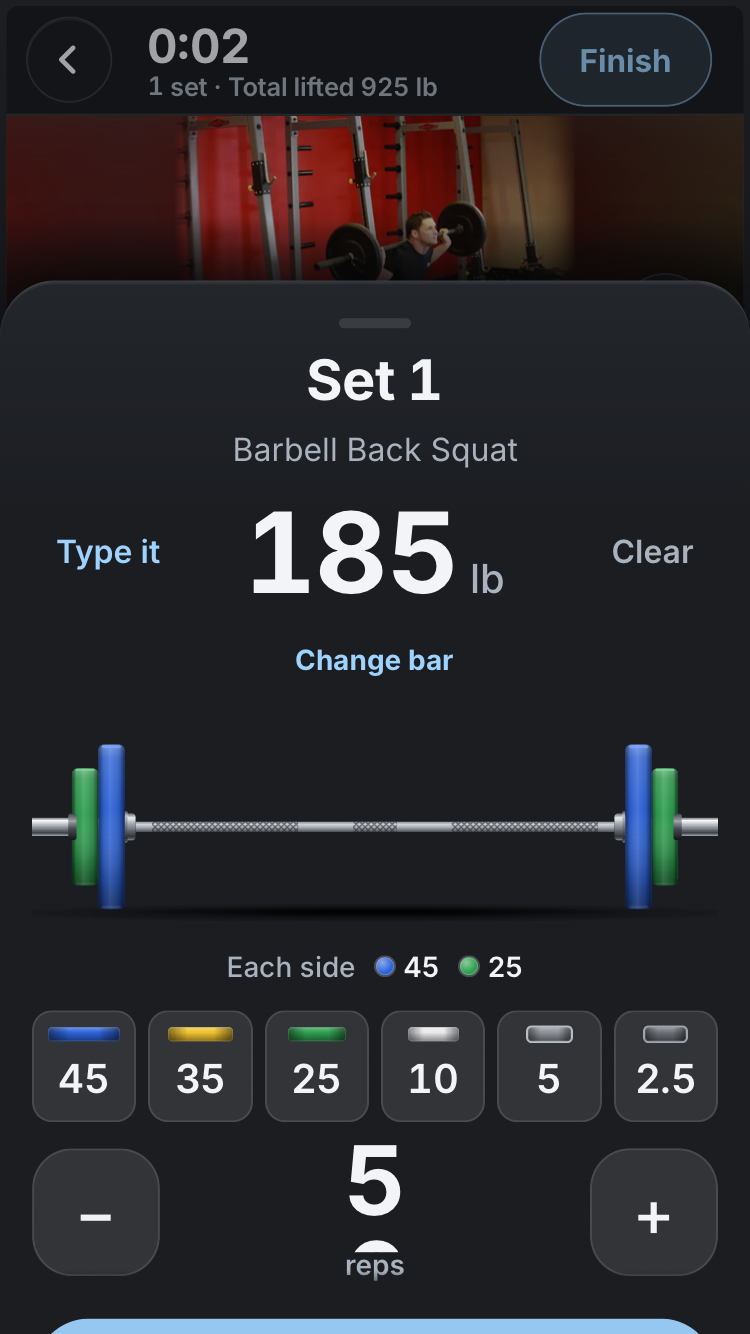 0:02
1 set · Total lifted 925 lb
Finish
Set 1
Barbell Back Squat
Type it
185 lb
Clear
Change bar
Each side 45 25
45 35 25 10 5 2.5
− 5 +
reps